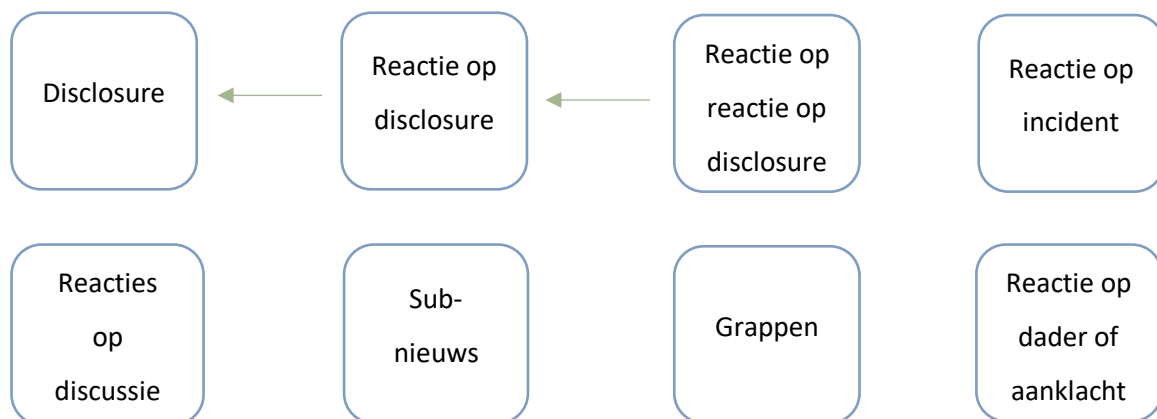 Disclosure
Reactie op
disclosure
Reactie op
reactie op
disclosure
Reactie op
incident
Reacties
op
discussie
Sub-
nieuws
Grappen
Reactie op
dader of
aanklacht